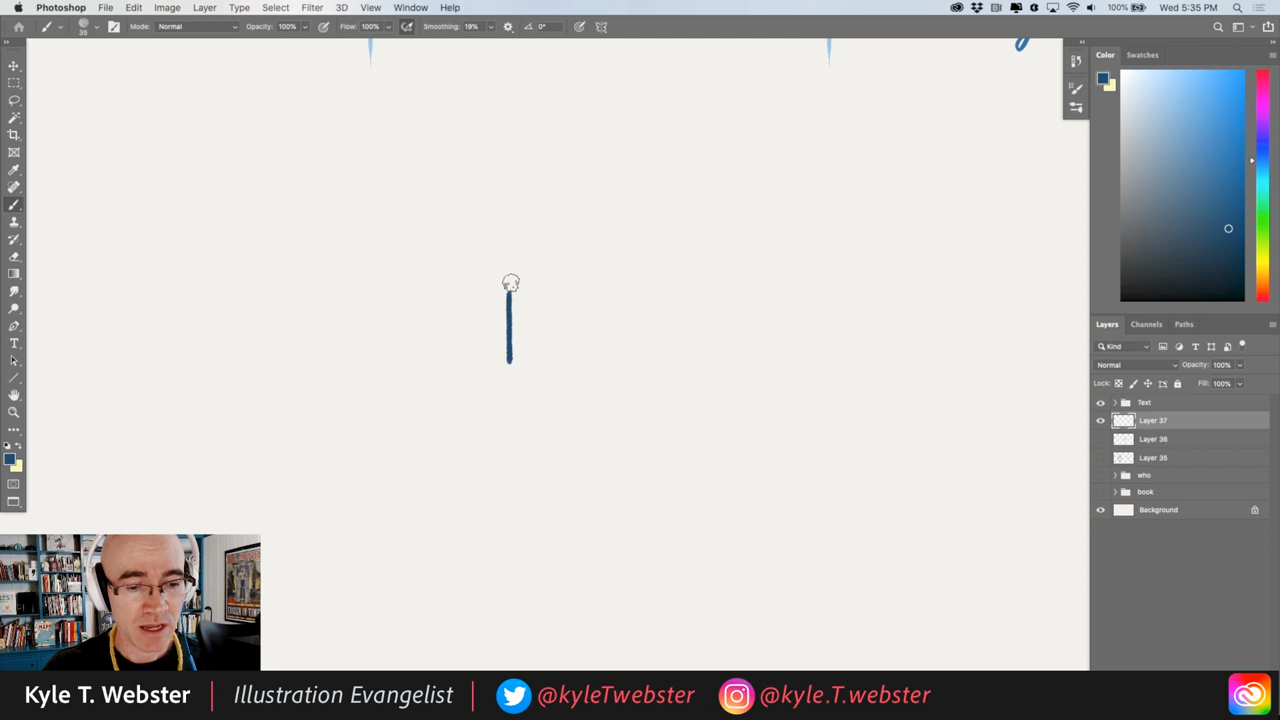 Photoshop File Edit Image Layer Type Select Filter 3D View Window Help 100% Wed 5:35 PM
35 Mode: Normal Opacity: 100% Flow: 100% Smoothing: 19% 0°
Color Swatches
Layers Channels Paths
Kind
Normal Opacity: 100%
Lock: Fill: 100%
Text
Layer 37
Layer 36
Layer 35
who
book
Background
Kyle T. Webster | Illustration Evangelist @kyleTwebster @kyle.T.webster